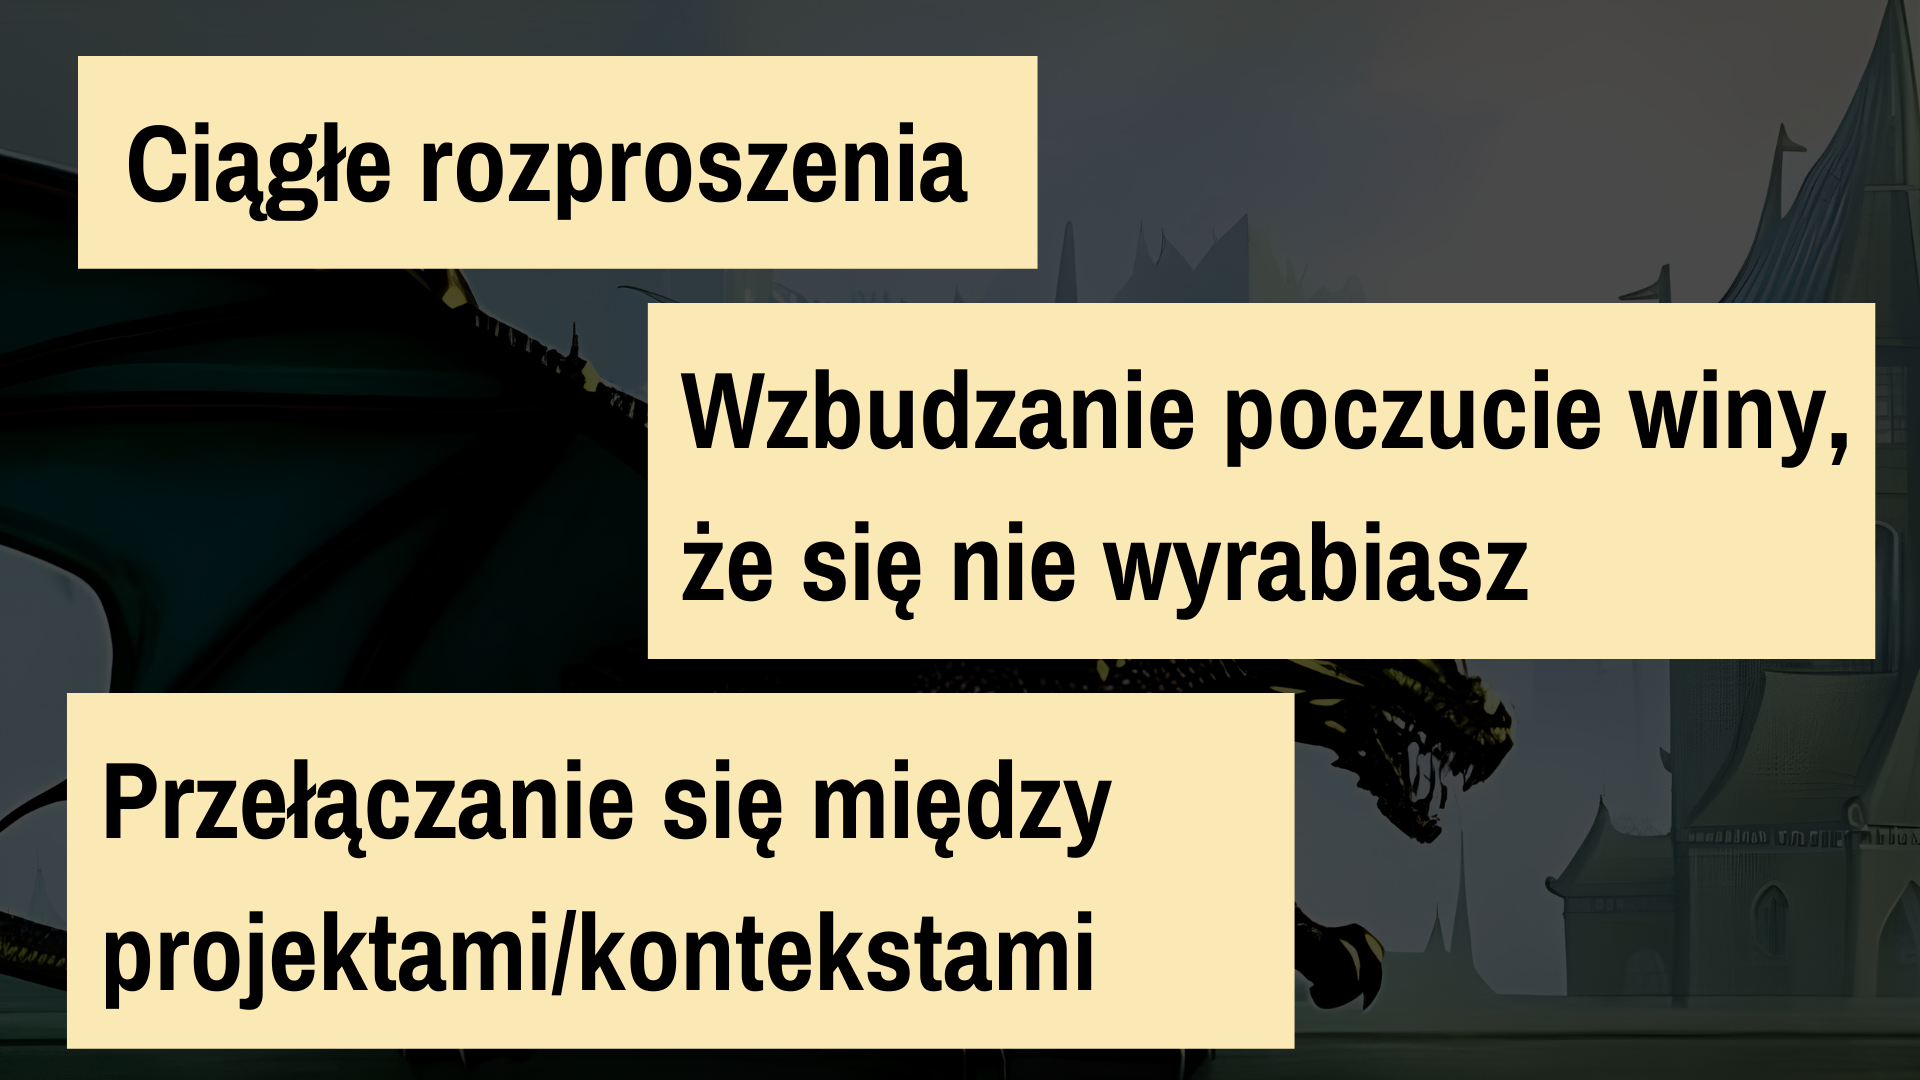 Ciągłe rozproszenia
Wzbudzanie poczucie winy,
że się nie wyrabiasz
Przełączanie się między
projektami/kontekstami